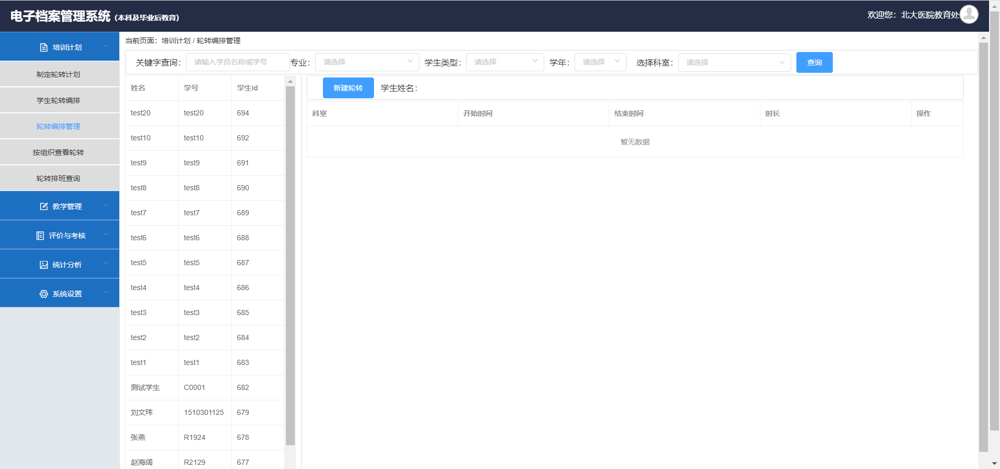 电子档案管理系统 (本科及毕业后教育)
欢迎您：北大医院教育处
培训计划
制定轮转计划
学生轮转编排
轮转编排管理
按组织查看轮转
轮转排班查询
教学管理
评价与考核
统计分析
系统设置
当前页面：培训计划 / 轮转编排管理
关键字查询： 请输入学员名称或学号 专业： 请选择 学生类型： 请选择 学年： 请选择 选择科室： 请选择 查询
姓名 学号 学生id
test20 test20 694
test10 test10 692
test9 test9 691
test8 test8 690
test7 test7 689
test6 test6 688
test5 test5 687
test4 test4 686
test3 test3 685
test2 test2 684
test1 test1 683
测试学生 C0001 682
刘文玮 1510301125 679
张燕 R1924 678
赵海阔 R2129 677
新建轮转 学生姓名：
科室 开始时间 结束时间 时长 操作
暂无数据